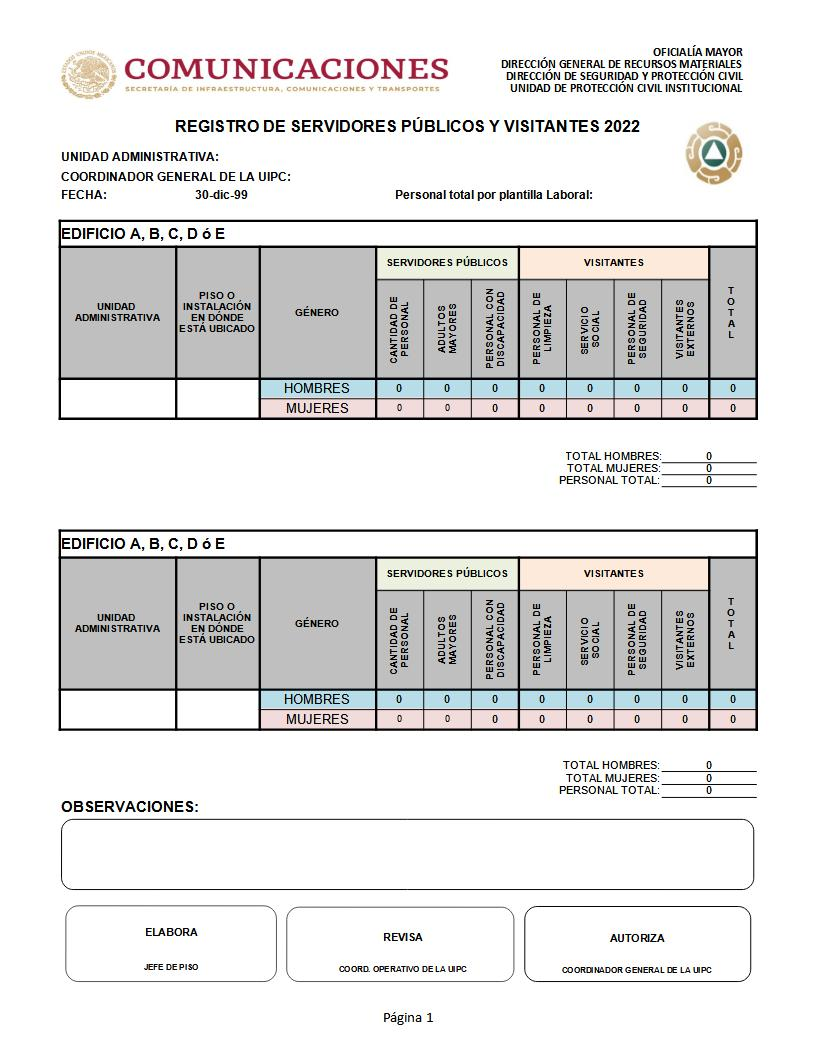 ESTADOS UNIDOS MEXICANOS
COMUNICACIONES
SECRETARÍA DE INFRAESTRUCTURA, COMUNICACIONES Y TRANSPORTES
OFICIALÍA MAYOR
DIRECCIÓN GENERAL DE RECURSOS MATERIALES
DIRECCIÓN DE SEGURIDAD Y PROTECCIÓN CIVIL
UNIDAD DE PROTECCIÓN CIVIL INSTITUCIONAL
REGISTRO DE SERVIDORES PÚBLICOS Y VISITANTES 2022
UNIDAD ADMINISTRATIVA:
COORDINADOR GENERAL DE LA UIPC:
FECHA: 30-dic-99 Personal total por plantilla Laboral:
EDIFICIO A, B, C, D ó E
UNIDAD
ADMINISTRATIVA
PISO O
INSTALACIÓN
EN DÓNDE
ESTÁ UBICADO
GÉNERO
SERVIDORES PÚBLICOS
VISITANTES
CANTIDAD DE
PERSONAL
ADULTOS
MAYORES
PERSONAL CON
DISCAPACIDAD
PERSONAL DE
LIMPIEZA
SERVICIO
SOCIAL
PERSONAL DE
SEGURIDAD
VISITANTES
EXTERNOS
TOTAL
HOMBRES 0 0 0 0 0 0 0 0
MUJERES 0 0 0 0 0 0 0 0
TOTAL HOMBRES: 0
TOTAL MUJERES: 0
PERSONAL TOTAL: 0
EDIFICIO A, B, C, D ó E
UNIDAD
ADMINISTRATIVA
PISO O
INSTALACIÓN
EN DÓNDE
ESTÁ UBICADO
GÉNERO
SERVIDORES PÚBLICOS
VISITANTES
CANTIDAD DE
PERSONAL
ADULTOS
MAYORES
PERSONAL CON
DISCAPACIDAD
PERSONAL DE
LIMPIEZA
SERVICIO
SOCIAL
PERSONAL DE
SEGURIDAD
VISITANTES
EXTERNOS
TOTAL
HOMBRES 0 0 0 0 0 0 0 0
MUJERES 0 0 0 0 0 0 0 0
TOTAL HOMBRES: 0
TOTAL MUJERES: 0
PERSONAL TOTAL: 0
OBSERVACIONES:
ELABORA
JEFE DE PISO
REVISA
COORD. OPERATIVO DE LA UIPC
AUTORIZA
COORDINADOR GENERAL DE LA UIPC
Página 1